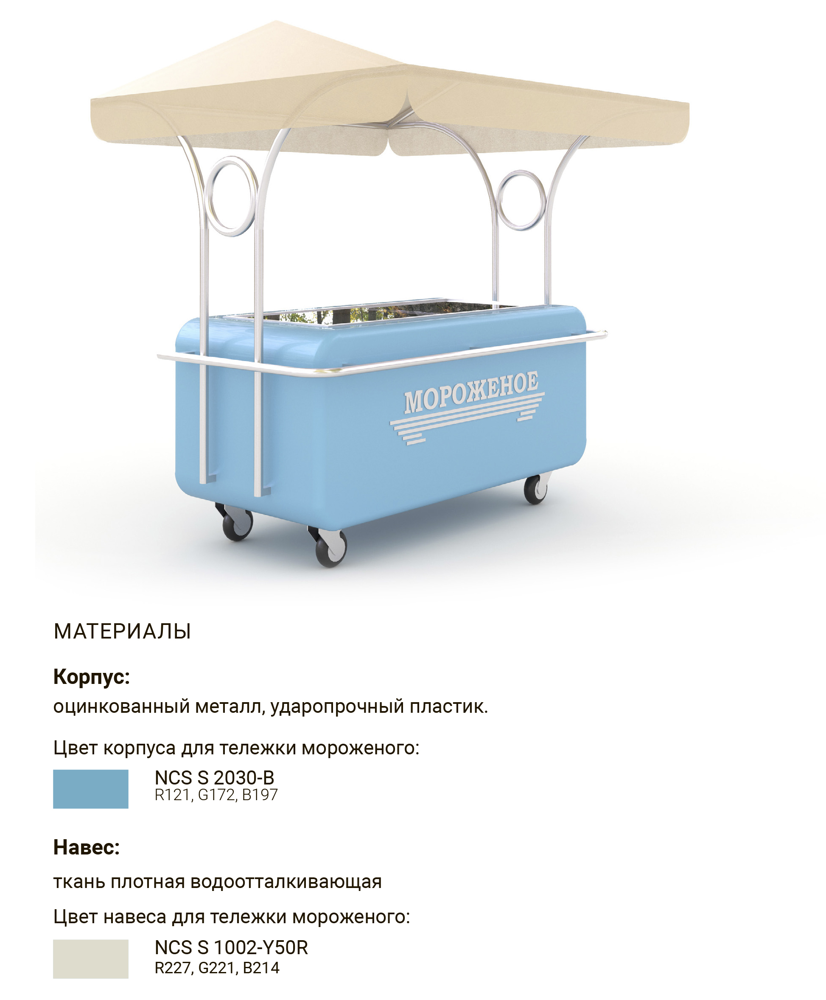 МОРОЖЕНОЕ
МАТЕРИАЛЫ
Корпус:
оцинкованный металл, ударопрочный пластик.
Цвет корпуса для тележки мороженого:
NCS S 2030-B
R121, G172, B197
Навес:
ткань плотная водоотталкивающая
Цвет навеса для тележки мороженого:
NCS S 1002-Y50R
R227, G221, B214